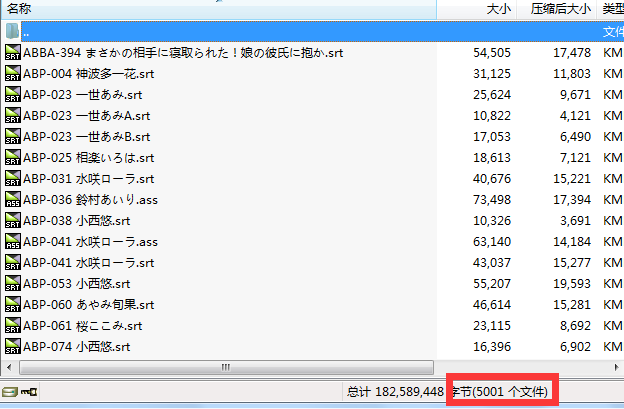 名称 大小 压缩后大小 类型
.. 文件
ABBA-394 まさかの相手に寝取られた！娘の彼氏に抱か.srt 54,505 17,478 KM
ABP-004 神波多一花.srt 31,125 11,803 KM
ABP-023 一世あみ.srt 25,624 9,671 KM
ABP-023 一世あみA.srt 10,822 4,121 KM
ABP-023 一世あみB.srt 17,053 6,490 KM
ABP-025 相楽いろは.srt 18,613 7,121 KM
ABP-031 水咲ローラ.srt 40,676 15,221 KM
ABP-036 鈴村あいり.ass 73,498 17,394 KM
ABP-038 小西悠.srt 10,326 3,691 KM
ABP-041 水咲ローラ.ass 63,140 14,184 KM
ABP-041 水咲ローラ.srt 43,037 15,277 KM
ABP-053 小西悠.srt 55,207 19,593 KM
ABP-060 あやみ旬果.srt 46,614 15,281 KM
ABP-061 桜ここみ.srt 23,115 8,692 KM
ABP-074 小西悠.srt 16,396 6,902 KM
总计 182,589,448 字节(5001 个文件)